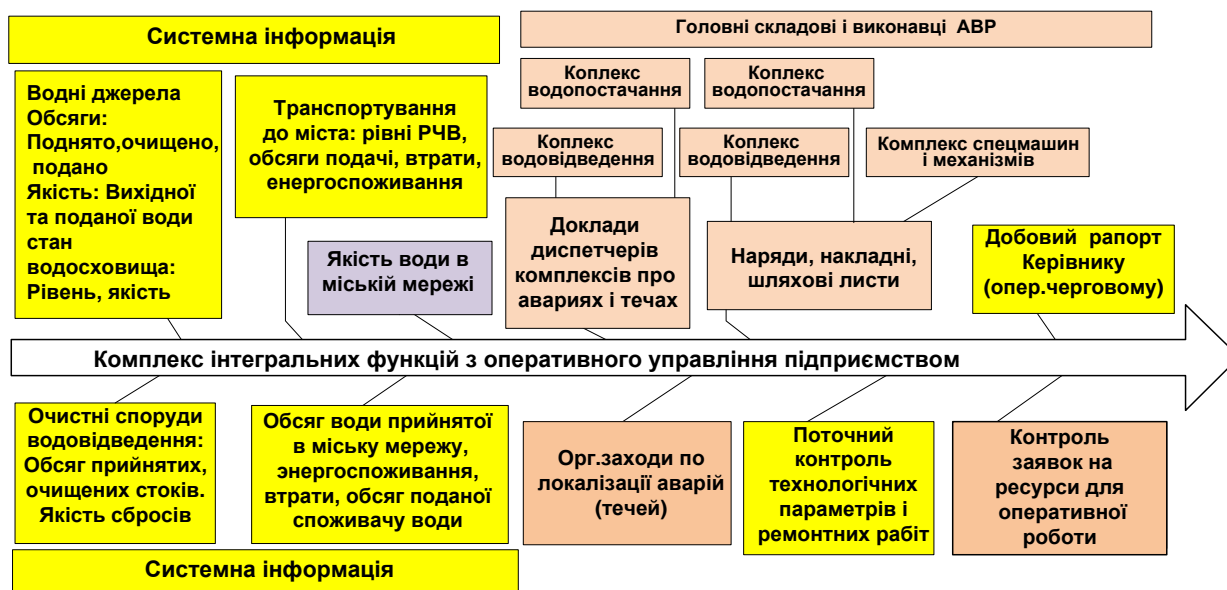 Системна інформація
Головні складові і виконавці АВР
Водні джерела
Обсяги:
Поднято,очищено,
подано
Якість: Вихідної
та поданої води
стан
водосховища:
Рівень, якість
Транспортування
до міста: рівні РЧВ,
обсяги подачі, втрати,
енергоспоживання
Коплекс
водопостачання
Коплекс
водопостачання
Коплекс
водовідведення
Коплекс
водовідведення
Комплекс спецмашин
і механізмів
Якість води в
міській мережі
Доклади
диспетчерів
комплексів про
авариях і течах
Наряди, накладні,
шляхові листи
Добовий рапорт
Керівнику
(опер.черговому)
Комплекс інтегральних функцій з оперативного управління підприємством
Очистні споруди
водовідведення:
Обсяг прийнятих,
очищених стоків.
Якість сбросів
Обсяг води прийнятої
в міську мережу,
энергоспоживання,
втрати, обсяг поданої
споживачу води
Орг.заходи по
локалізації аварій
(течей)
Поточний
контроль
технологічних
параметрів і
ремонтних рабіт
Контроль
заявок на
ресурси для
оперативної
роботи
Системна інформація